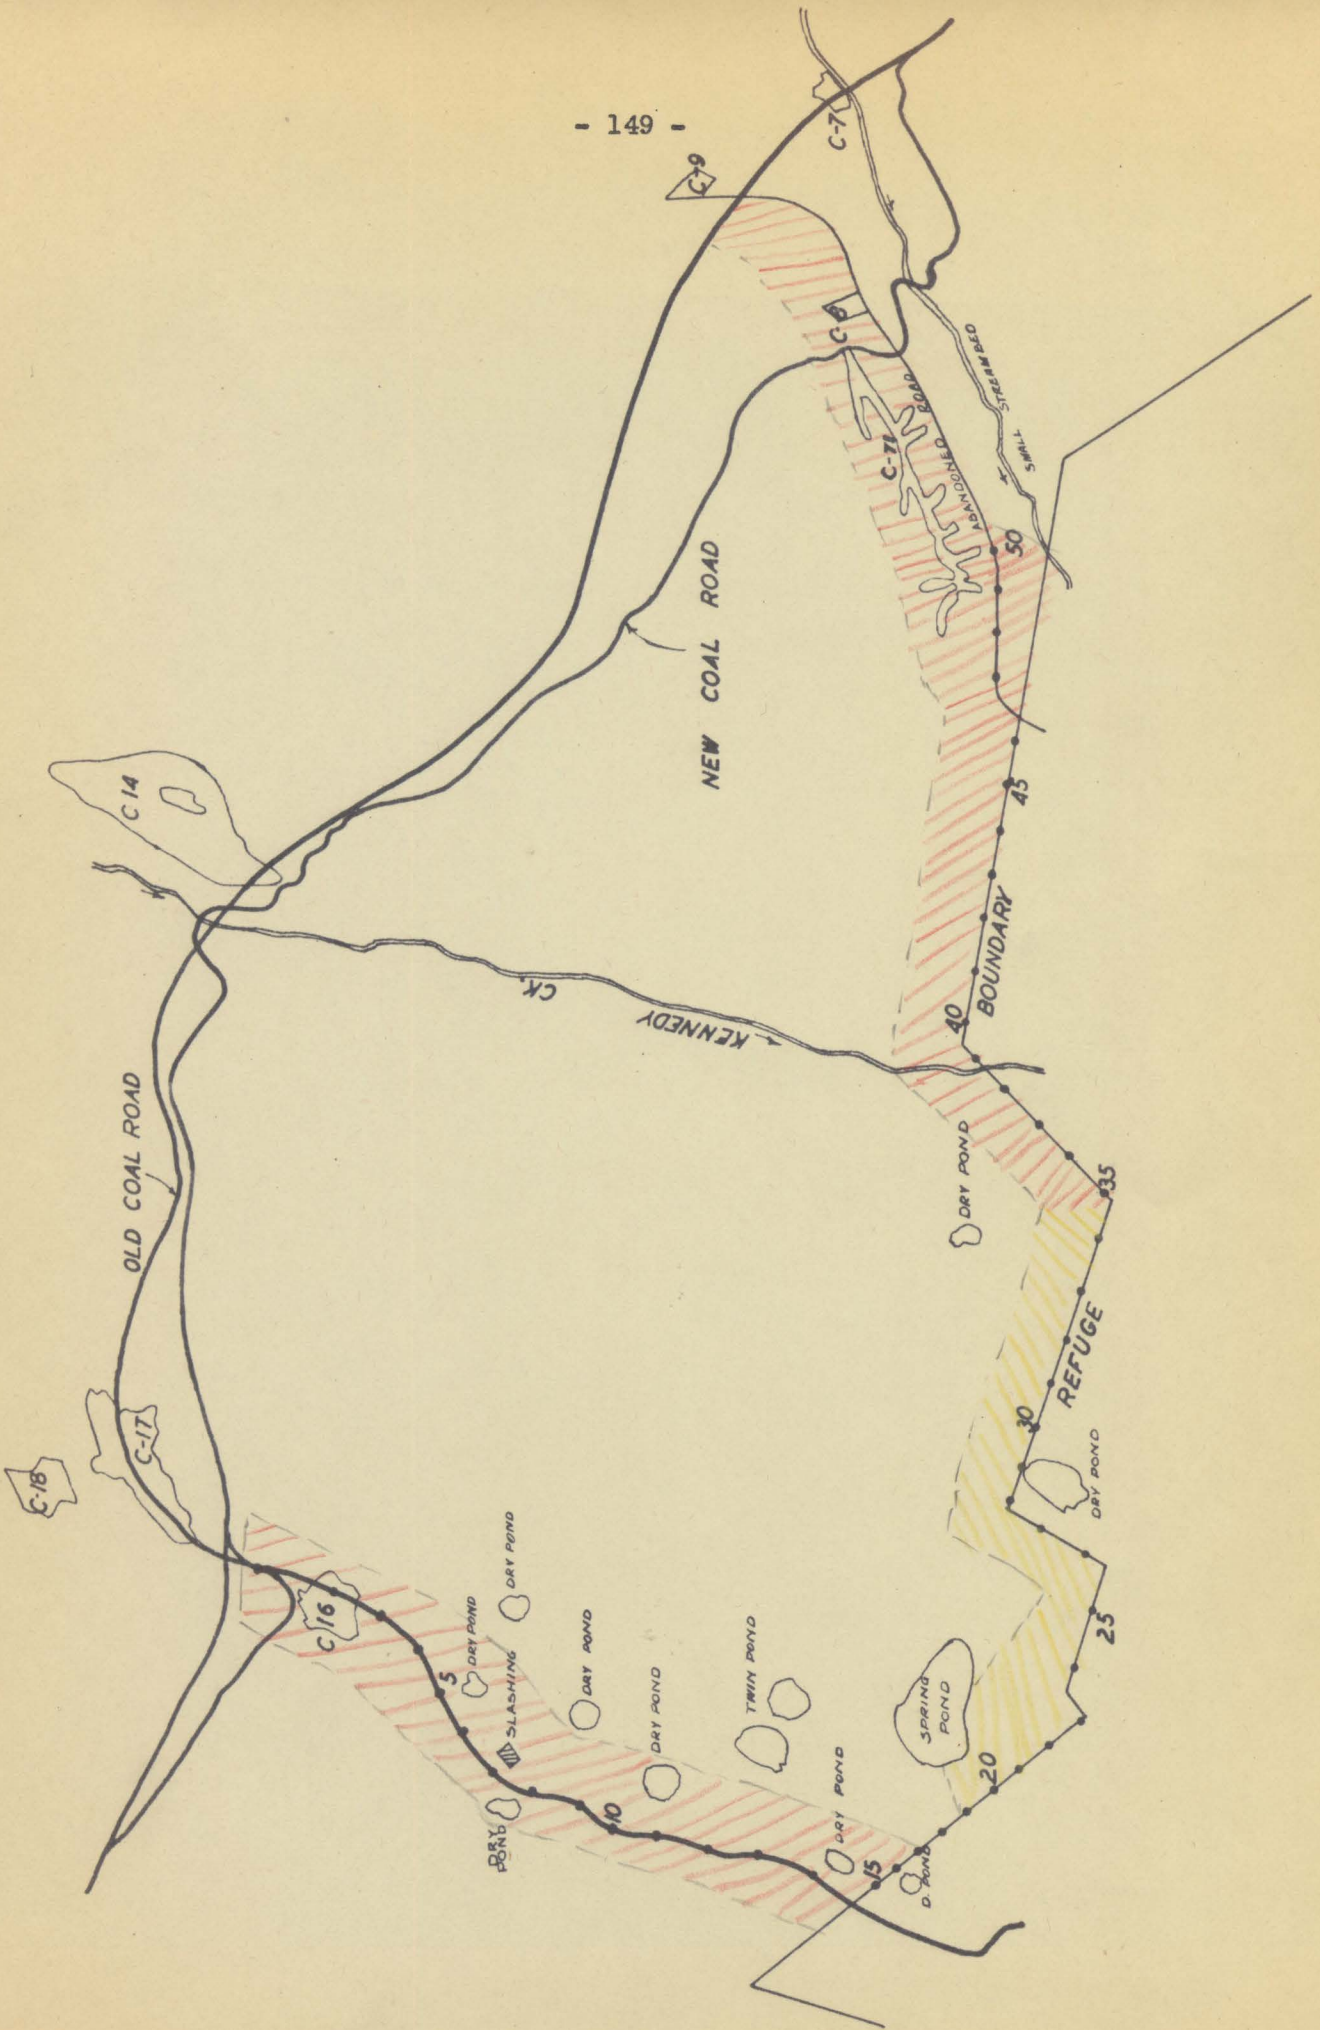 - 149 -
C-7
C-9
C-8
C-71
ABANDONED ROAD
SMALL STREAMBED
50
NEW COAL ROAD
C 14
45
BOUNDARY
40
KENNEDY CK.
OLD COAL ROAD
DRY POND
35
REFUGE
30
DRY POND
C-17
C-18
C 16
25
5
DRY POND
SLASHING
DRY POND
DRY POND
DRY POND
TWIN POND
SPRING
POND
20
DRY
POND
10
DRY POND
15
D. POND